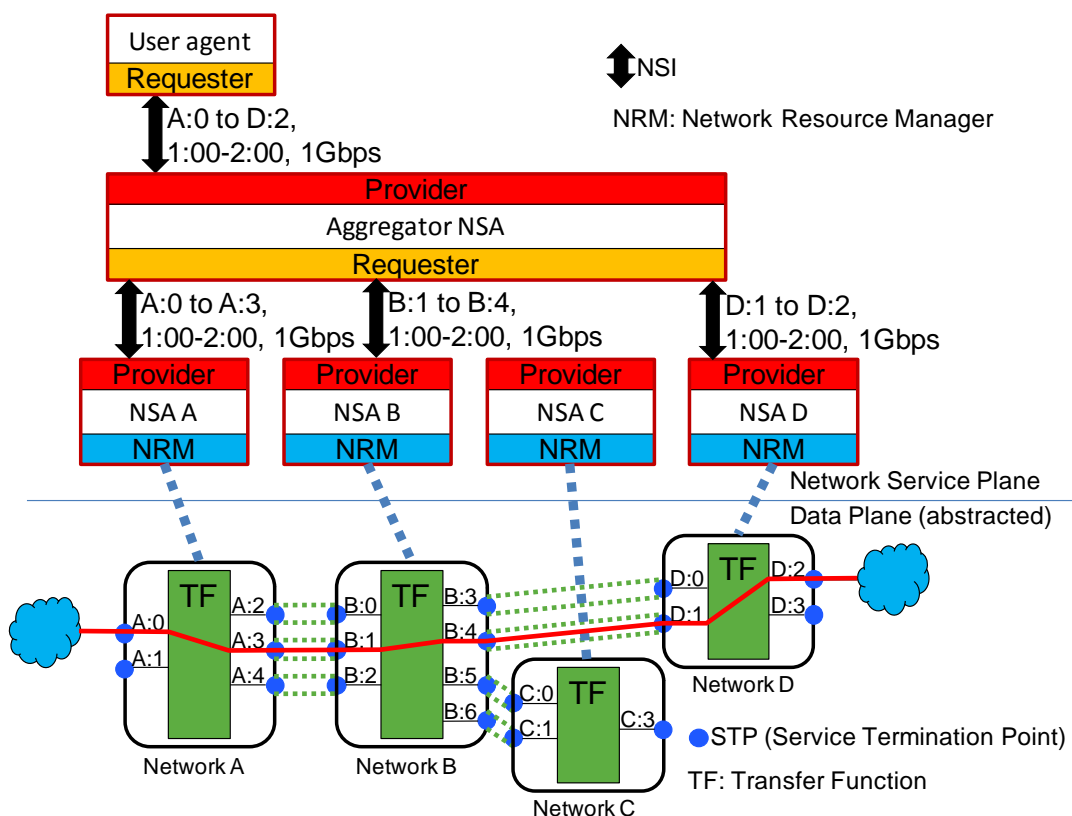 User agent
Requester
NSI
NRM: Network Resource Manager
A:0 to D:2,
1:00-2:00, 1Gbps
Provider
Aggregator NSA
Requester
A:0 to A:3,
1:00-2:00, 1Gbps
B:1 to B:4,
1:00-2:00, 1Gbps
D:1 to D:2,
1:00-2:00, 1Gbps
Provider
NSA A
NRM
Provider
NSA B
NRM
Provider
NSA C
NRM
Provider
NSA D
NRM
Network Service Plane
Data Plane (abstracted)
TF
A:0
A:1
A:2
A:3
A:4
Network A
TF
B:0
B:1
B:2
B:3
B:4
B:5
B:6
Network B
TF
C:0
C:1
C:3
Network C
TF
D:0
D:1
D:2
D:3
Network D
STP (Service Termination Point)
TF: Transfer Function